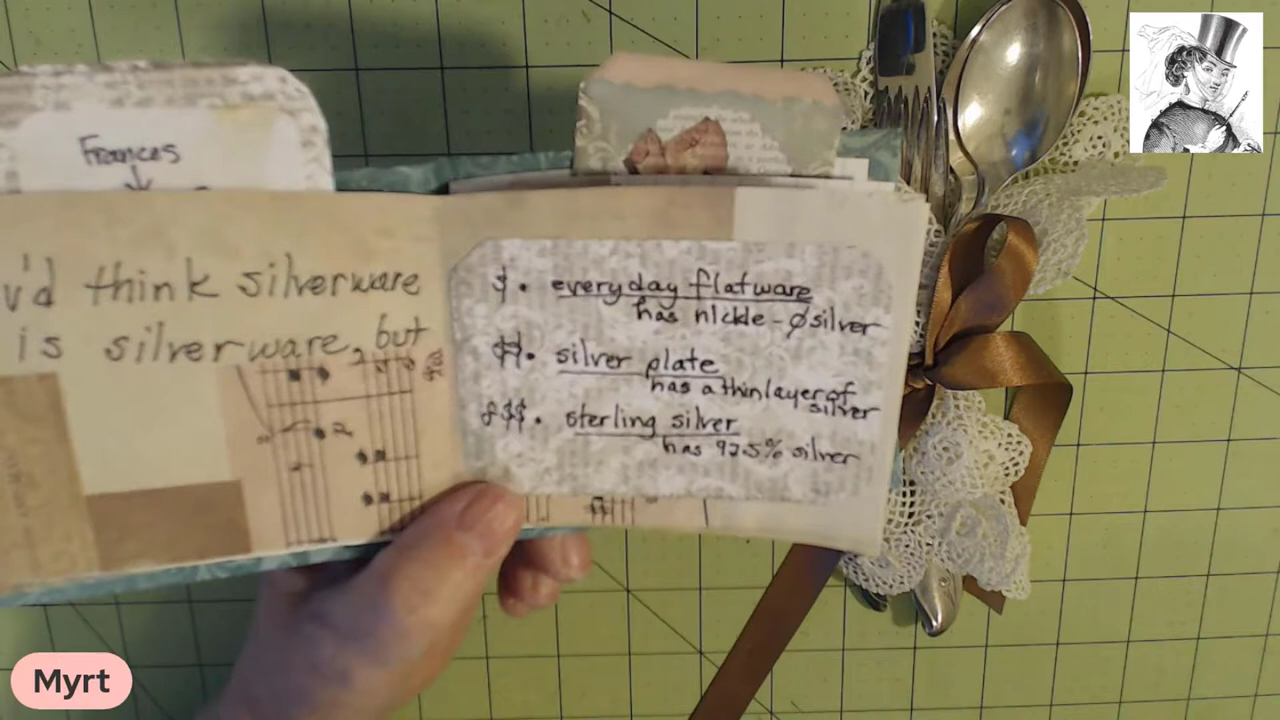 Frances
v'd think silverware
is silverware, but
$. everyday flatware
has nickle - Øsilver
$$. silver plate
has a thin layer of
silver
$$$. sterling silver
has 92.5% silver
Myrt